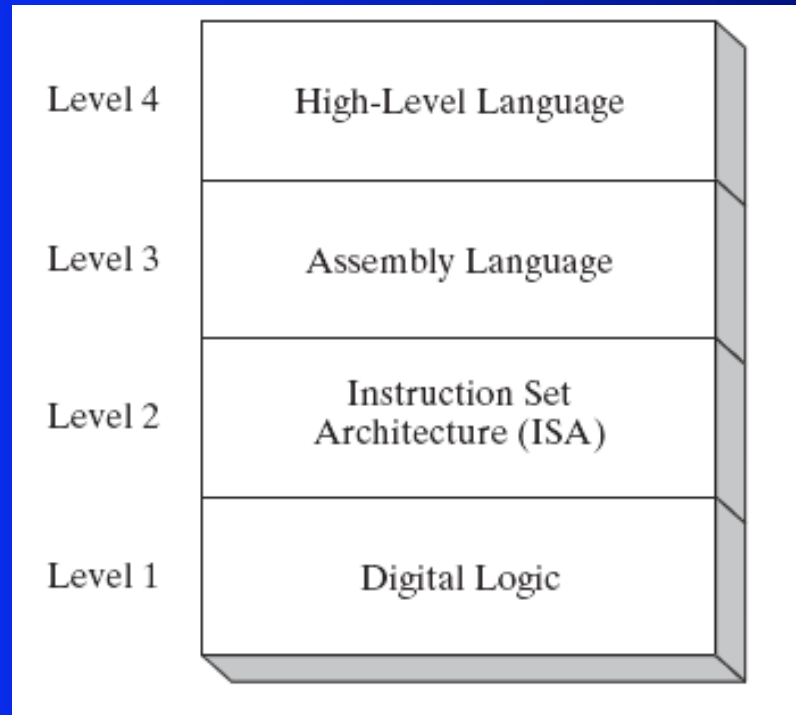 Level 4
High-Level Language
Level 3
Assembly Language
Level 2
Instruction Set
Architecture (ISA)
Level 1
Digital Logic